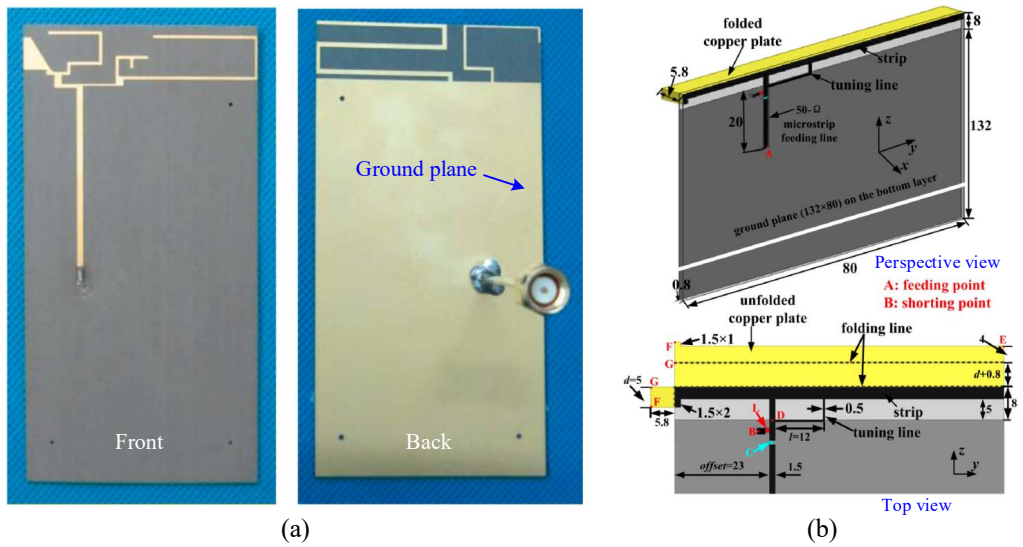 Front
Back
Ground plane
(a)
folded
copper plate
8
strip
5.8
tuning line
20
50-Ω
microstrip
feeding line
A
z
y
x
132
ground plane (132×80) on the bottom layer
80
0.8
Perspective view
A: feeding point
B: shorting point
unfolded
copper plate
folding line
F
1.5×1
4
E
G
d+0.8
G
d=5
F
5.8
1.5×2
strip
5
8
L
D
0.5
B
l=12
tuning line
C
offset=23
1.5
z
y
Top view
(b)